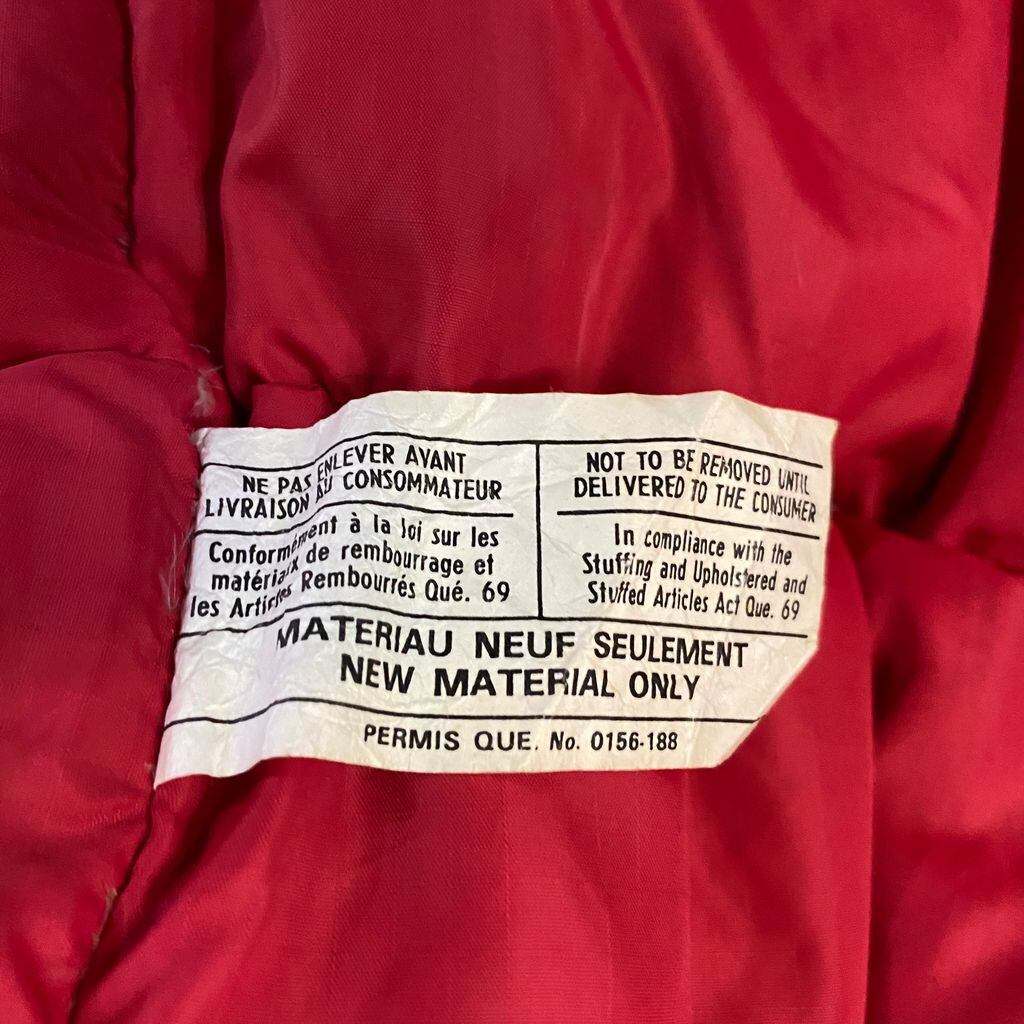 NE PAS ENLEVER AVANT
LIVRAISON AU CONSOMMATEUR
Conformément à la loi sur les
matériaux de rembourrage et
les Articles Rembourrés Qué. 69
NOT TO BE REMOVED UNTIL
DELIVERED TO THE CONSUMER
In compliance with the
Stuffing and Upholstered and
Stuffed Articles Act Que. 69
MATERIAU NEUF SEULEMENT
NEW MATERIAL ONLY
PERMIS QUE. No. 0156-188